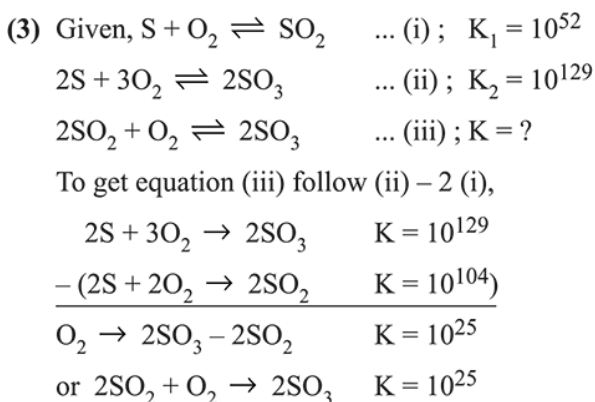 (3) Given, S + O₂ ⇌ SO₂ ... (i) ; K₁ = 10⁵²
2S + 3O₂ ⇌ 2SO₃ ... (ii) ; K₂ = 10¹²⁹
2SO₂ + O₂ ⇌ 2SO₃ ... (iii) ; K = ?
To get equation (iii) follow (ii) – 2 (i),
2S + 3O₂ → 2SO₃ K = 10¹²⁹
– (2S + 2O₂ → 2SO₂ K = 10¹⁰⁴)
O₂ → 2SO₃ – 2SO₂ K = 10²⁵
or 2SO₂ + O₂ → 2SO₃ K = 10²⁵